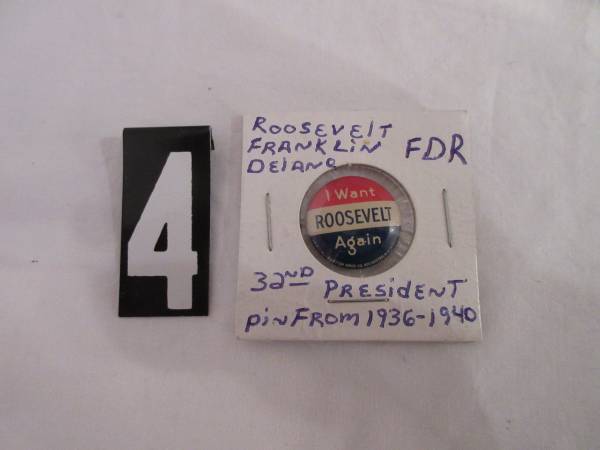 4
ROOSEVELT
FRANKLIN
DELANO
FDR
I Want
ROOSEVELT
Again
32ND
PRESIDENT
PIN FROM 1936-1940